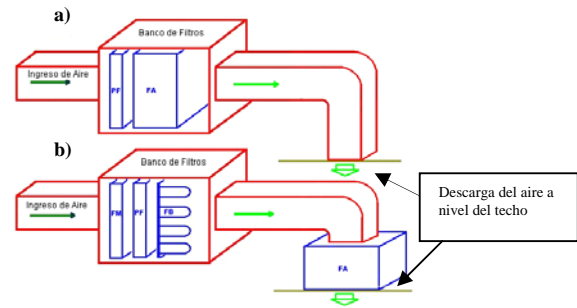 a)
Banco de Filtros
Ingreso de Aire
PF
FA
b)
Banco de Filtros
Ingreso de Aire
FM
PF
FB
FA
Descarga del aire a
nivel del techo